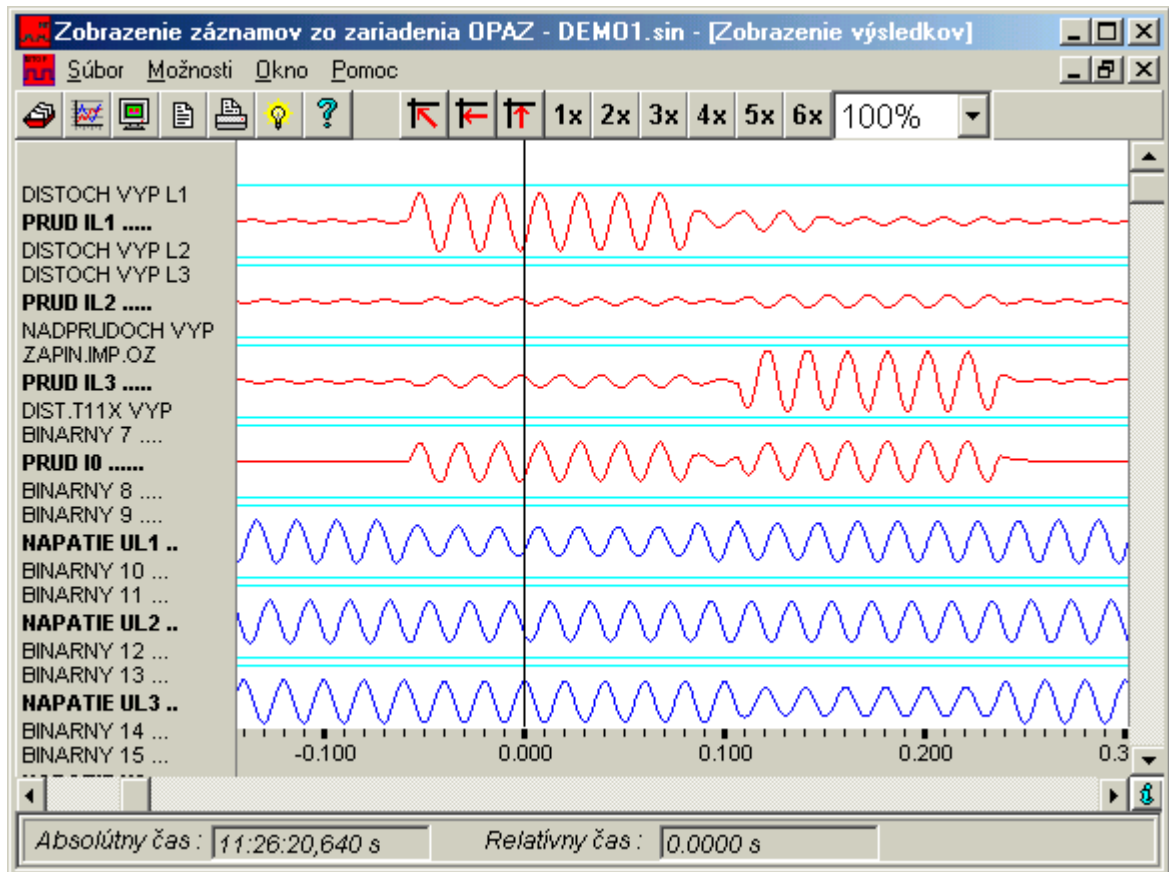 Zobrazenie záznamov zo zariadenia OPAZ - DEMO1.sin - [Zobrazenie výsledkov]
Súbor Možnosti Okno Pomoc
1x 2x 3x 4x 5x 6x 100%
DISTOCH VYP L1
PRUD IL1 .....
DISTOCH VYP L2
DISTOCH VYP L3
PRUD IL2 .....
NADPRUDOCH VYP
ZAPIN.IMP.OZ
PRUD IL3 .....
DIST.T11X VYP
BINARNY 7 ....
PRUD I0 ......
BINARNY 8 ....
BINARNY 9 ....
NAPATIE UL1 ..
BINARNY 10 ...
BINARNY 11 ...
NAPATIE UL2 ..
BINARNY 12 ...
BINARNY 13 ...
NAPATIE UL3 ..
BINARNY 14 ...
BINARNY 15 ...
-0.100 0.000 0.100 0.200 0.3
Absolútny čas : 11:26:20,640 s Relatívny čas : 0.0000 s